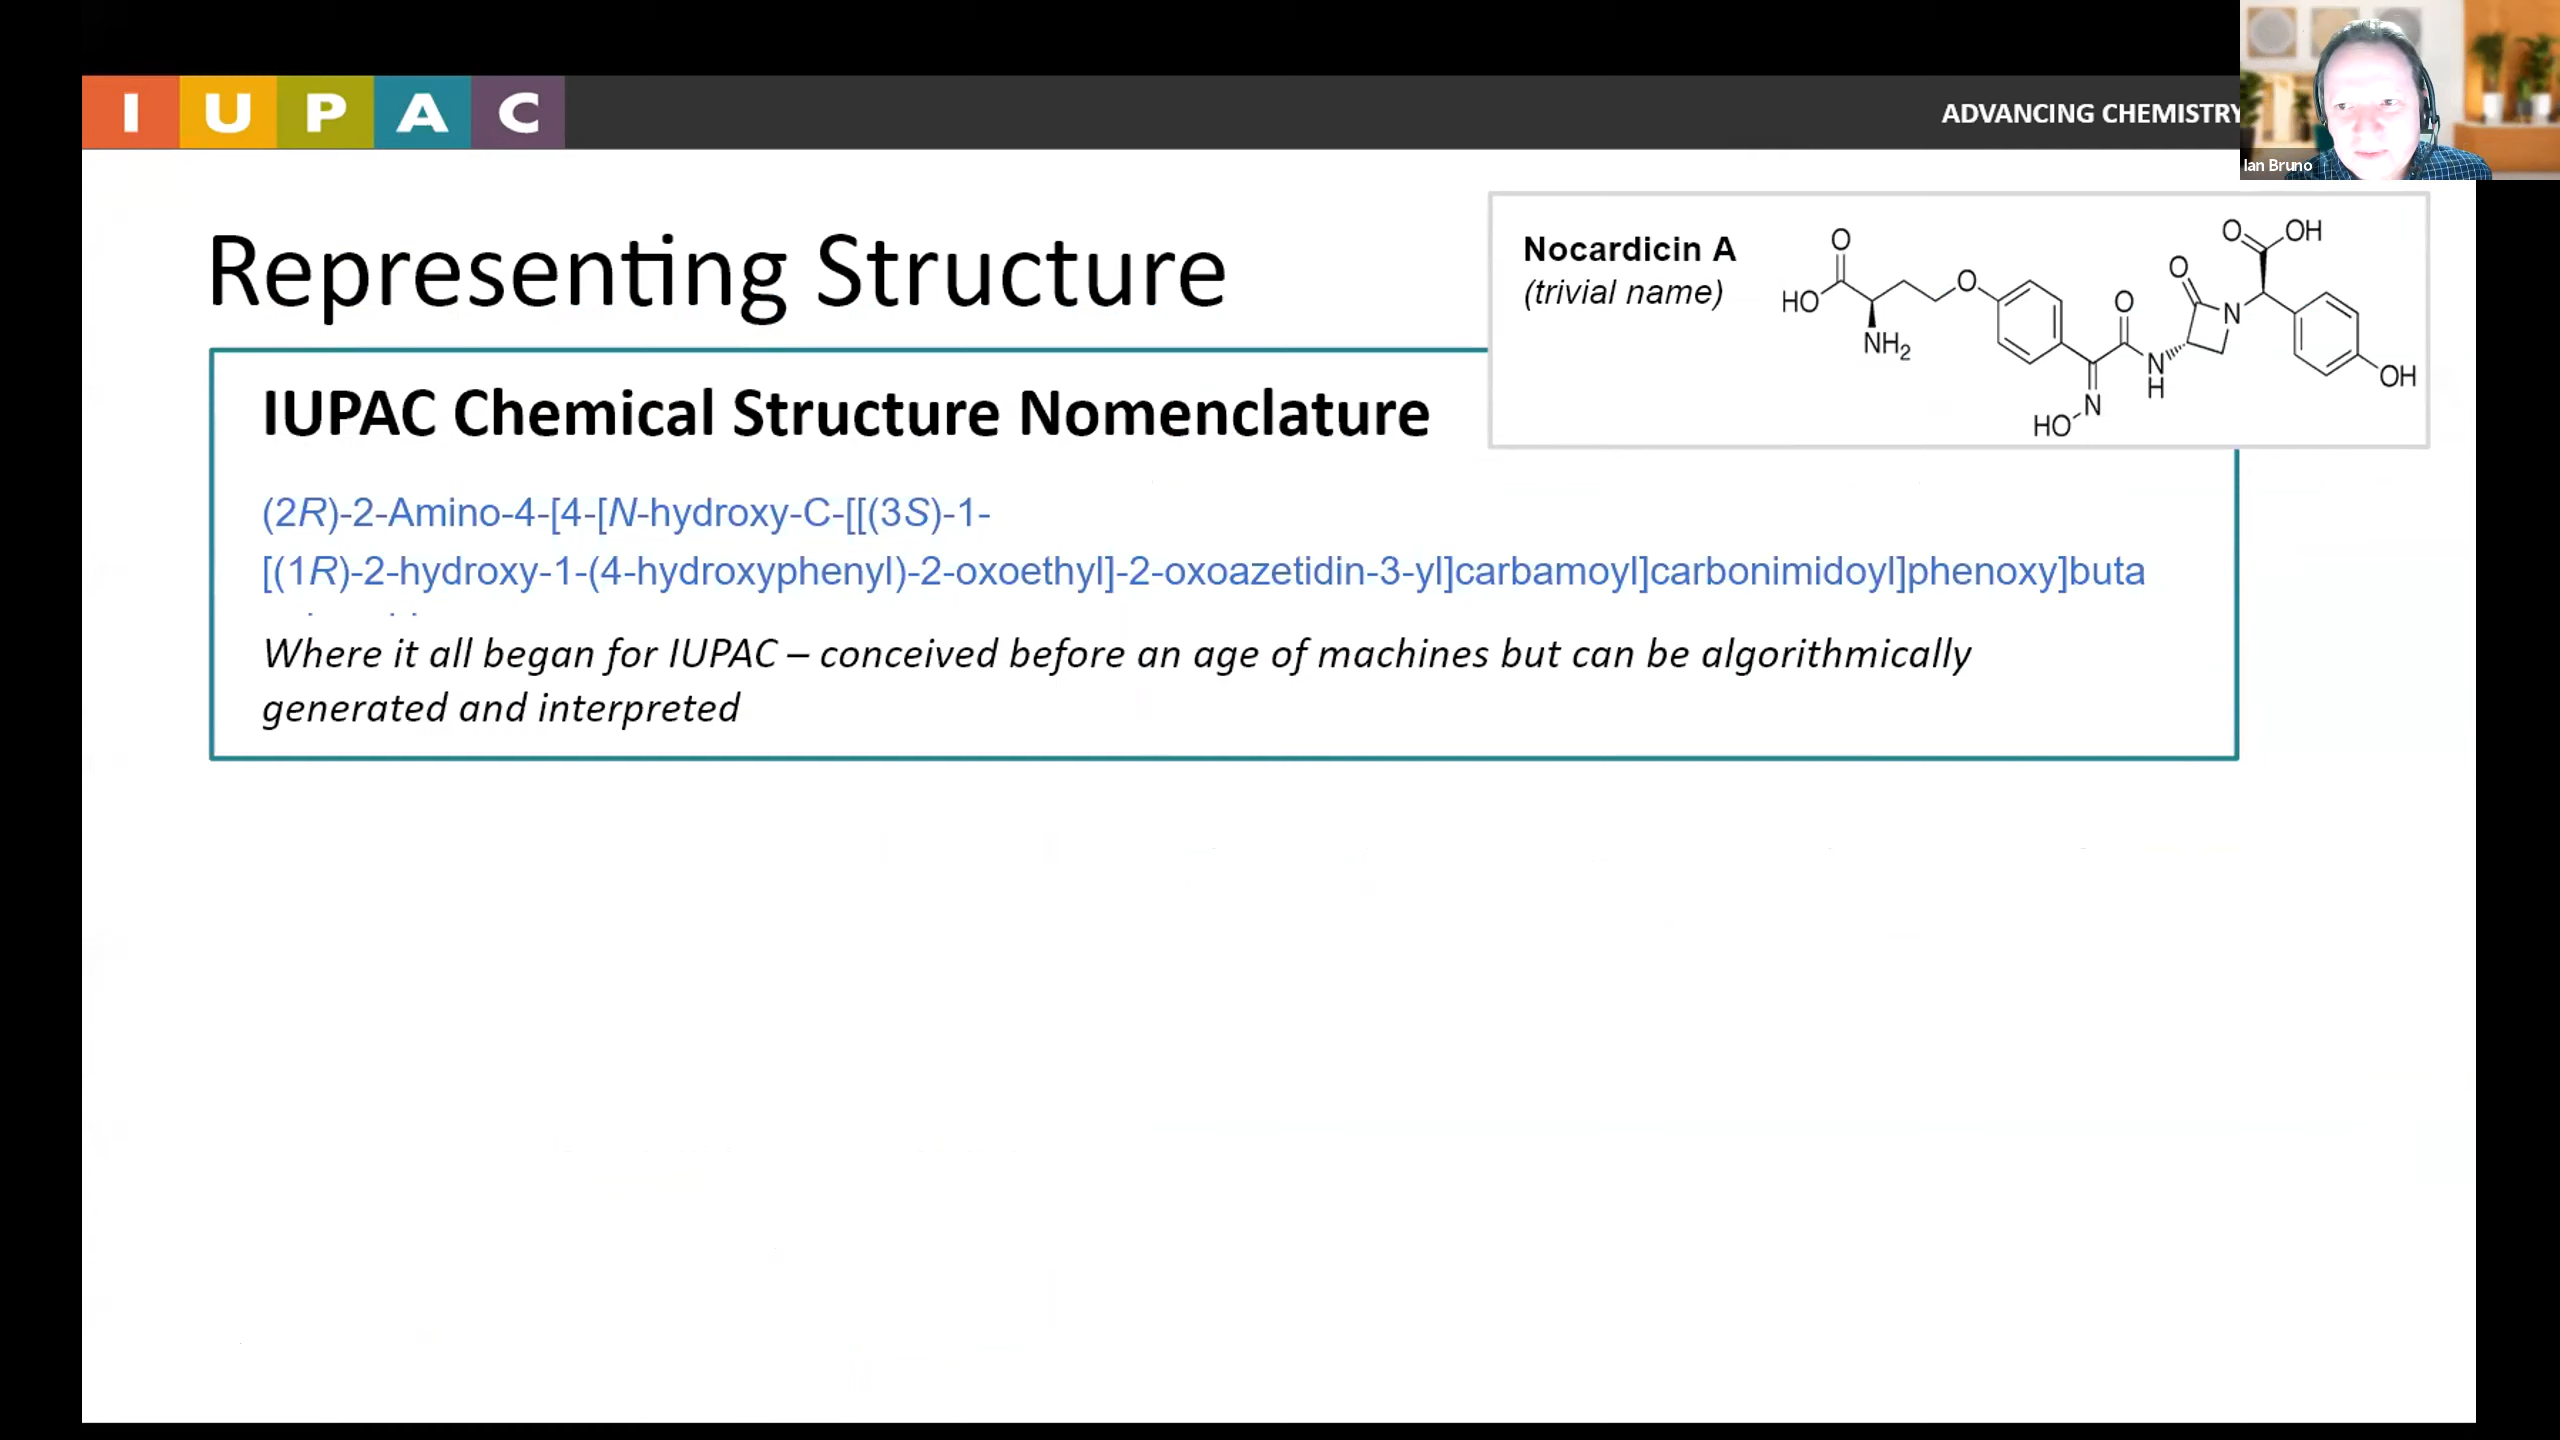 I U P A C
ADVANCING CHEMISTRY
Ian Bruno
Representing Structure
Nocardicin A
(trivial name)
O
HO
NH2
O
O
N
H
N
HO
O
N
O
OH
OH
IUPAC Chemical Structure Nomenclature
(2R)-2-Amino-4-[4-[N-hydroxy-C-[[(3S)-1-
[(1R)-2-hydroxy-1-(4-hydroxyphenyl)-2-oxoethyl]-2-oxoazetidin-3-yl]carbamoyl]carbonimidoyl]phenoxy]buta
Where it all began for IUPAC – conceived before an age of machines but can be algorithmically
generated and interpreted